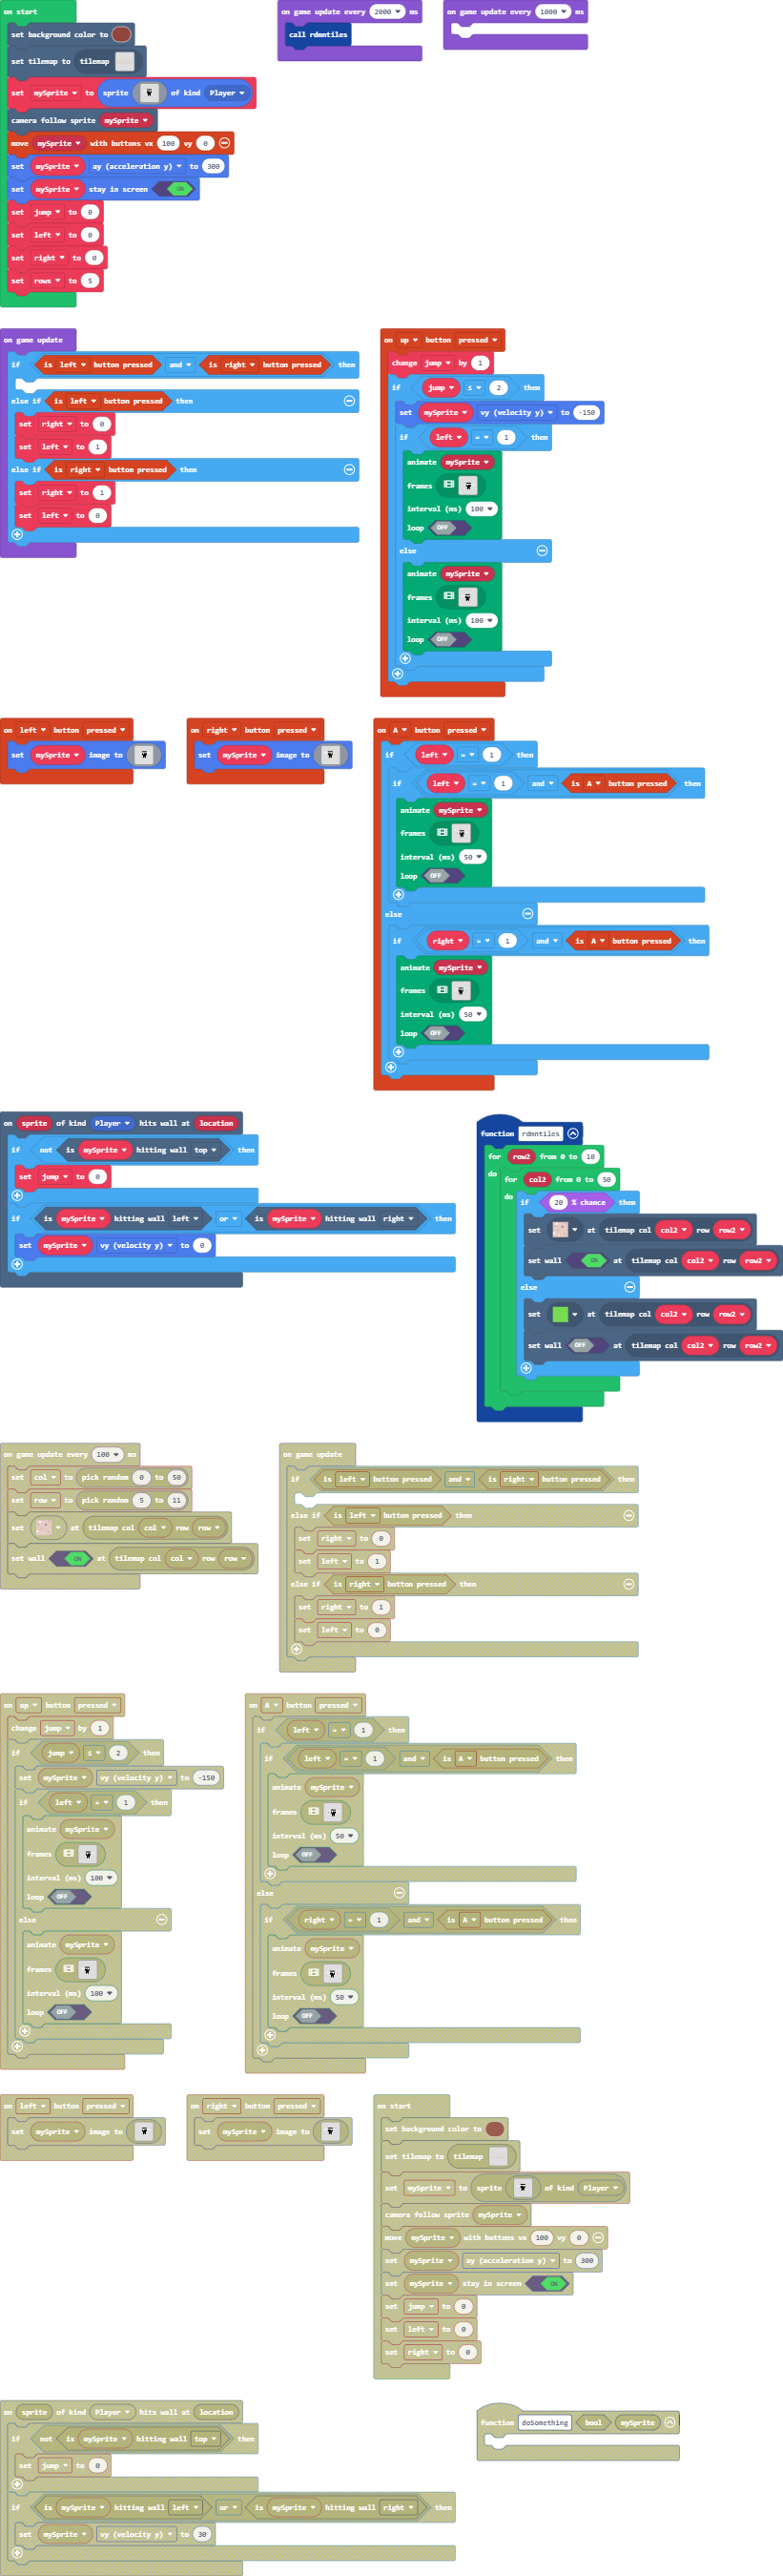 on start
set background color to
set tilemap to tilemap
set mySprite to sprite of kind Player
camera follow sprite mySprite
move mySprite with buttons vx 100 vy 0
set mySprite ay (acceleration y) to 300
set mySprite stay in screen ON
set jump to 0
set left to 0
set right to 0
set rows to 5
on game update every 2000 ms
call rdmntiles
on game update every 1000 ms
on game update
if is left button pressed and is right button pressed then
else if is left button pressed then
set right to 0
set left to 1
else if is right button pressed then
set right to 1
set left to 0
on up button pressed
change jump by 1
if jump ≤ 2 then
set mySprite vy (velocity y) to -150
if left = 1 then
animate mySprite
frames
interval (ms) 100
loop OFF
else
animate mySprite
frames
interval (ms) 100
loop OFF
on left button pressed
set mySprite image to
on right button pressed
set mySprite image to
on A button pressed
if left = 1 then
if left = 1 and is A button pressed then
animate mySprite
frames
interval (ms) 50
loop OFF
else
if right = 1 and is A button pressed then
animate mySprite
frames
interval (ms) 50
loop OFF
on sprite of kind Player hits wall at location
if not is mySprite hitting wall top then
set jump to 0
if is mySprite hitting wall left or is mySprite hitting wall right then
set mySprite vy (velocity y) to 0
function rdmntiles
for row2 from 0 to 10
do for col2 from 0 to 50
do if 20 % chance then
set at tilemap col col2 row row2
set wall ON at tilemap col col2 row row2
else
set at tilemap col col2 row row2
set wall OFF at tilemap col col2 row row2
on game update every 100 ms
set col to pick random 0 to 50
set row to pick random 5 to 11
set at tilemap col col row row
set wall ON at tilemap col col row row
on game update
if is left button pressed and is right button pressed then
else if is left button pressed then
set right to 0
set left to 1
else if is right button pressed then
set right to 1
set left to 0
on up button pressed
change jump by 1
if jump ≤ 2 then
set mySprite vy (velocity y) to -150
if left = 1 then
animate mySprite
frames
interval (ms) 100
loop OFF
else
animate mySprite
frames
interval (ms) 100
loop OFF
on A button pressed
if left = 1 then
if left = 1 and is A button pressed then
animate mySprite
frames
interval (ms) 50
loop OFF
else
if right = 1 and is A button pressed then
animate mySprite
frames
interval (ms) 50
loop OFF
on left button pressed
set mySprite image to
on right button pressed
set mySprite image to
on start
set background color to
set tilemap to tilemap
set mySprite to sprite of kind Player
camera follow sprite mySprite
move mySprite with buttons vx 100 vy 0
set mySprite ay (acceleration y) to 300
set mySprite stay in screen ON
set jump to 0
set left to 0
set right to 0
on sprite of kind Player hits wall at location
if not is mySprite hitting wall top then
set jump to 0
if is mySprite hitting wall left or is mySprite hitting wall right then
set mySprite vy (velocity y) to 30
function doSomething bool mySprite